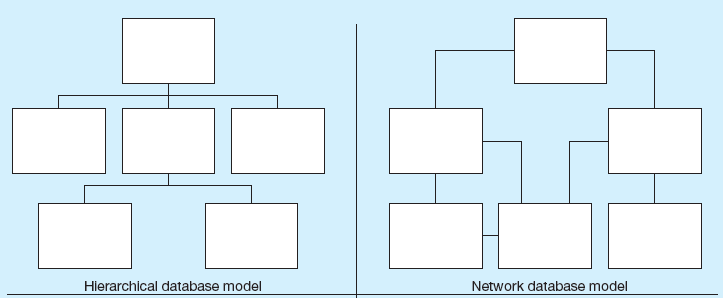 Hierarchical database model
Network database model